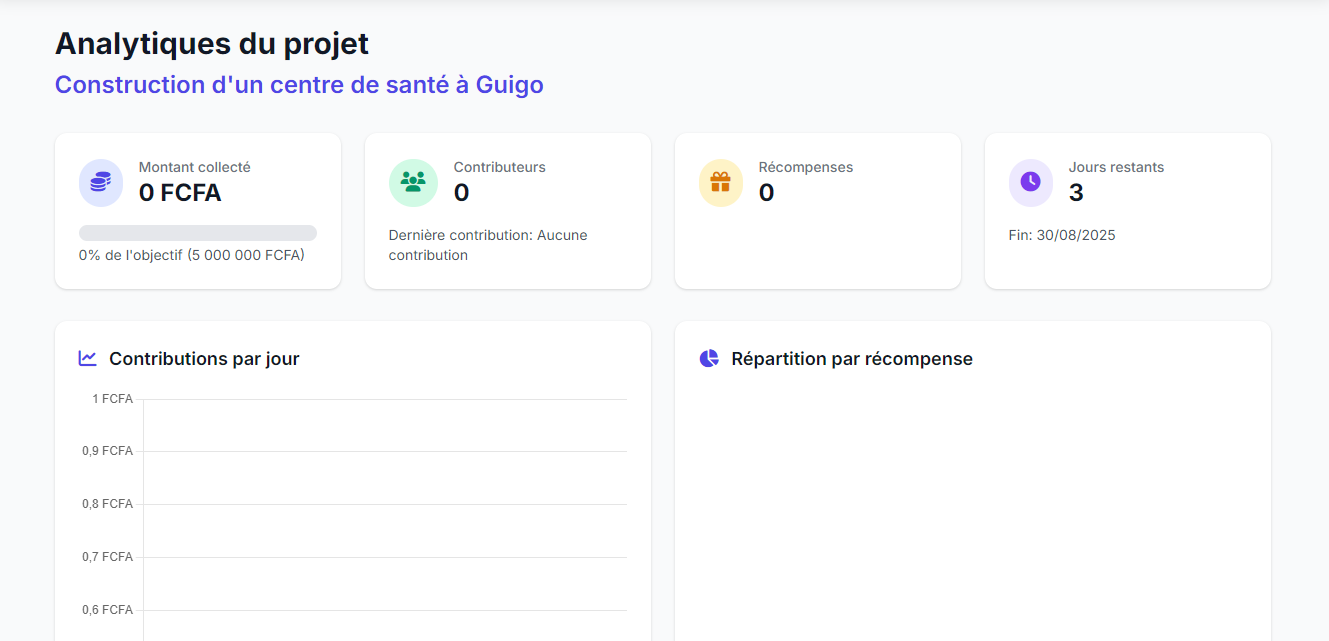 Analytiques du projet
Construction d'un centre de santé à Guigo
Montant collecté
0 FCFA
0% de l'objectif (5 000 000 FCFA)
Contributeurs
0
Dernière contribution: Aucune
contribution
Récompenses
0
Jours restants
3
Fin: 30/08/2025
Contributions par jour
1 FCFA
0,9 FCFA
0,8 FCFA
0,7 FCFA
0,6 FCFA
Répartition par récompense